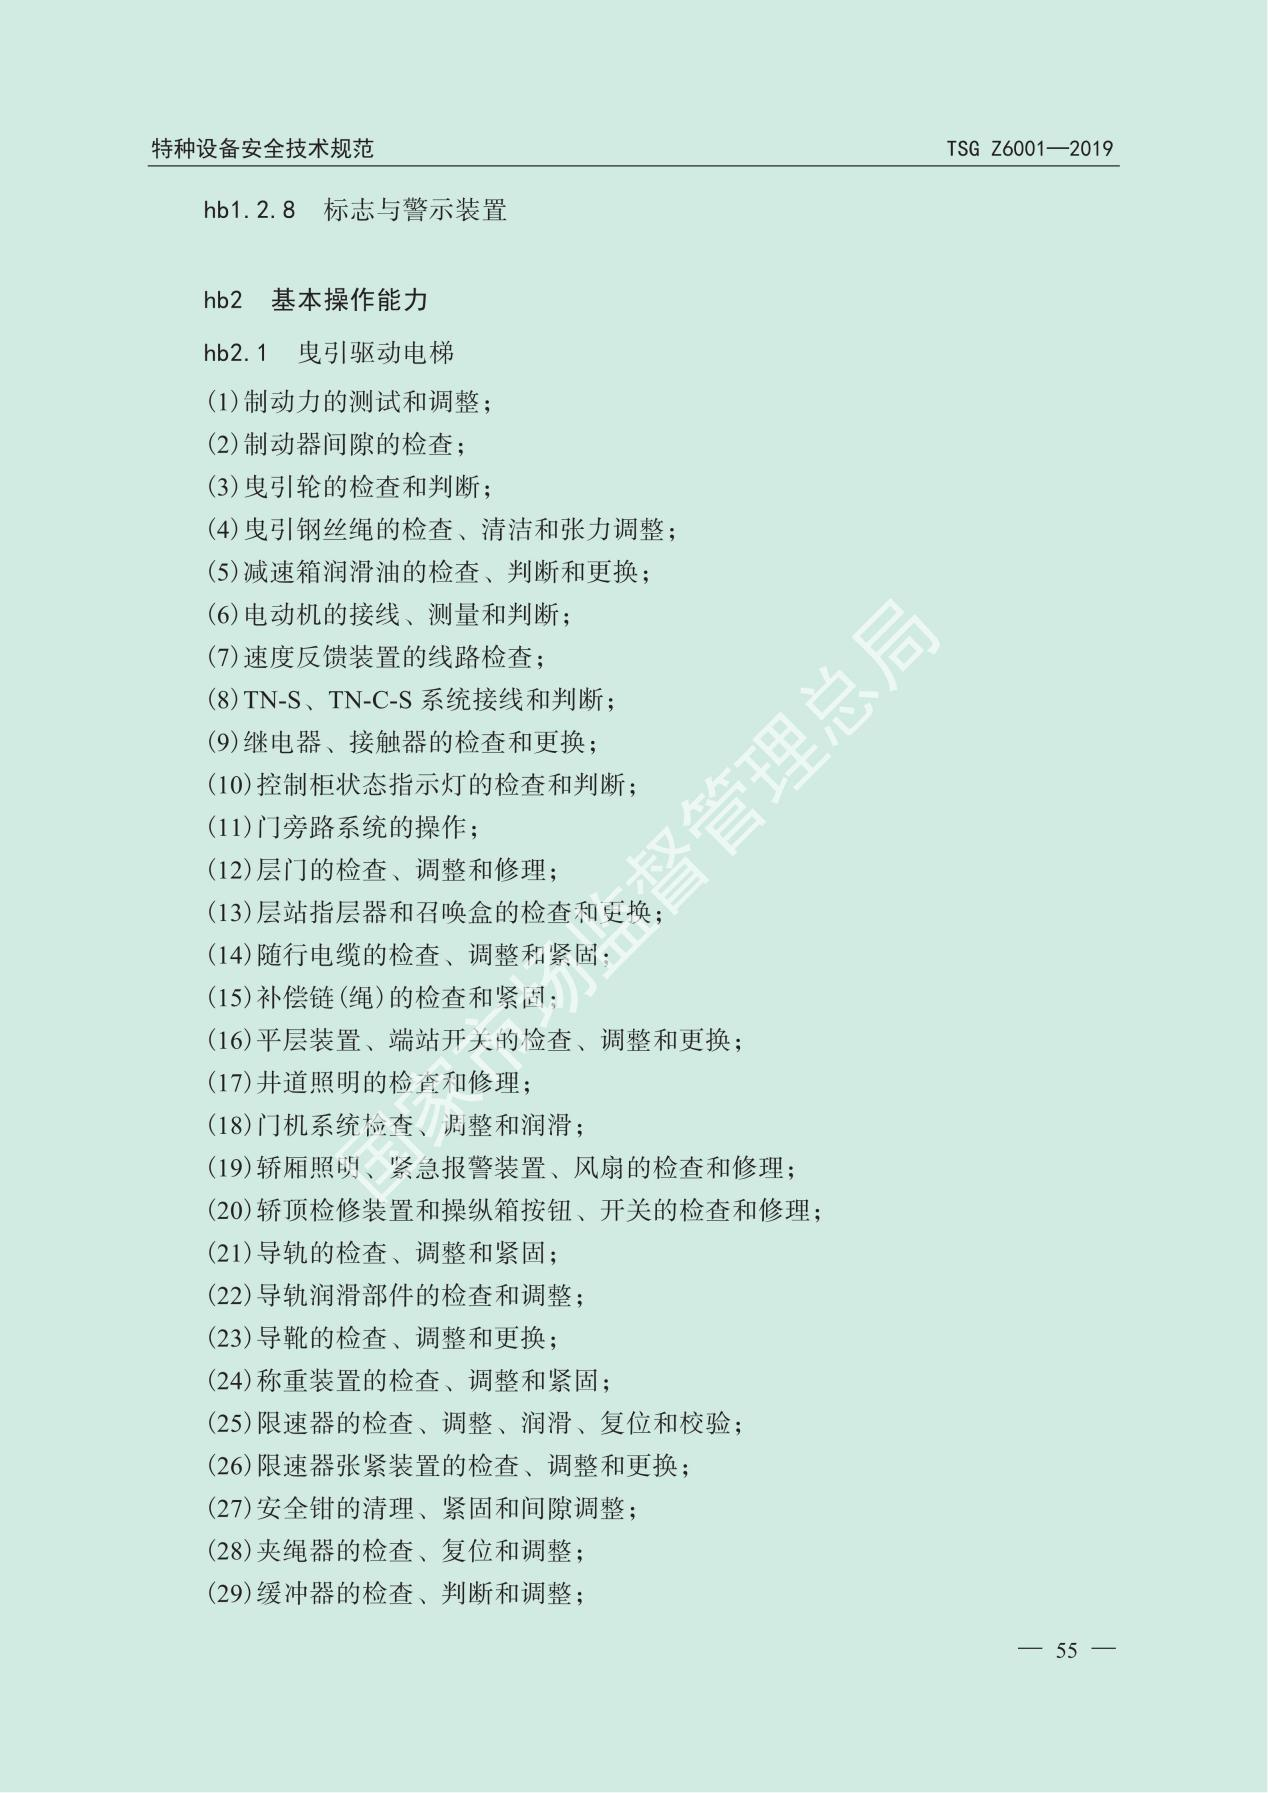 特种设备安全技术规范 TSG Z6001—2019
hb1.2.8 标志与警示装置
hb2 基本操作能力
hb2.1 曳引驱动电梯
(1)制动力的测试和调整;
(2)制动器间隙的检查;
(3)曳引轮的检查和判断;
(4)曳引钢丝绳的检查、清洁和张力调整;
(5)减速箱润滑油的检查、判断和更换;
(6)电动机的接线、测量和判断;
(7)速度反馈装置的线路检查;
(8)TN-S、TN-C-S 系统接线和判断;
(9)继电器、接触器的检查和更换;
(10)控制柜状态指示灯的检查和判断;
(11)门旁路系统的操作;
(12)层门的检查、调整和修理;
(13)层站指层器和召唤盒的检查和更换;
(14)随行电缆的检查、调整和紧固;
(15)补偿链(绳)的检查和紧固;
(16)平层装置、端站开关的检查、调整和更换;
(17)井道照明的检查和修理;
(18)门机系统检查、调整和润滑;
(19)轿厢照明、紧急报警装置、风扇的检查和修理;
(20)轿顶检修装置和操纵箱按钮、开关的检查和修理;
(21)导轨的检查、调整和紧固;
(22)导轨润滑部件的检查和调整;
(23)导靴的检查、调整和更换;
(24)称重装置的检查、调整和紧固;
(25)限速器的检查、调整、润滑、复位和校验;
(26)限速器张紧装置的检查、调整和更换;
(27)安全钳的清理、紧固和间隙调整;
(28)夹绳器的检查、复位和调整;
(29)缓冲器的检查、判断和调整;
— 55 —
国家市场监督管理总局